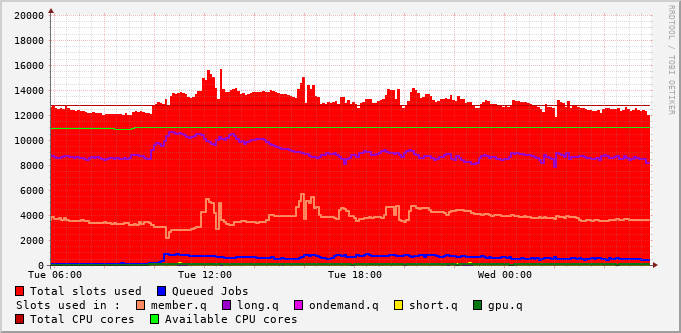 20000
18000
16000
14000
12000
10000
8000
6000
4000
2000
0
Tue 06:00 Tue 12:00 Tue 18:00 Wed 00:00
RRDTOOL / TOBI OETIKER
Total slots used Queued Jobs
Slots used in : member.q long.q ondemand.q short.q gpu.q
Total CPU cores Available CPU cores